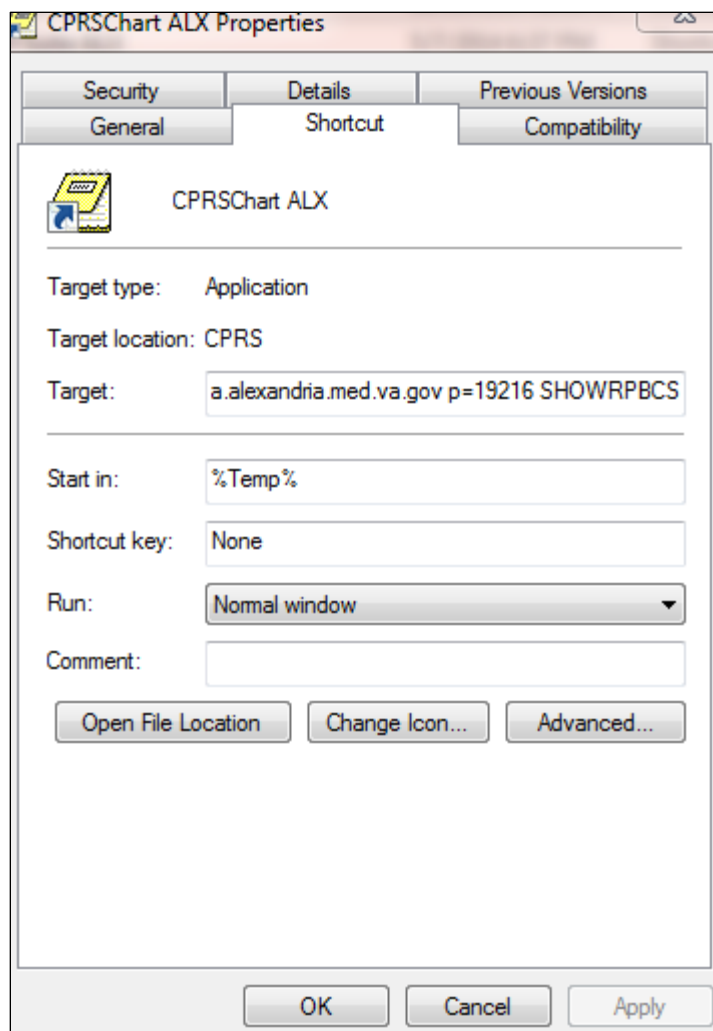 CPRSChart ALX Properties
Security Details Previous Versions
General Shortcut Compatibility
CPRSChart ALX
Target type: Application
Target location: CPRS
Target: a.alexandria.med.va.gov p=19216 SHOWRPBCS
Start in: %Temp%
Shortcut key: None
Run: Normal window
Comment:
Open File Location Change Icon... Advanced...
OK Cancel Apply